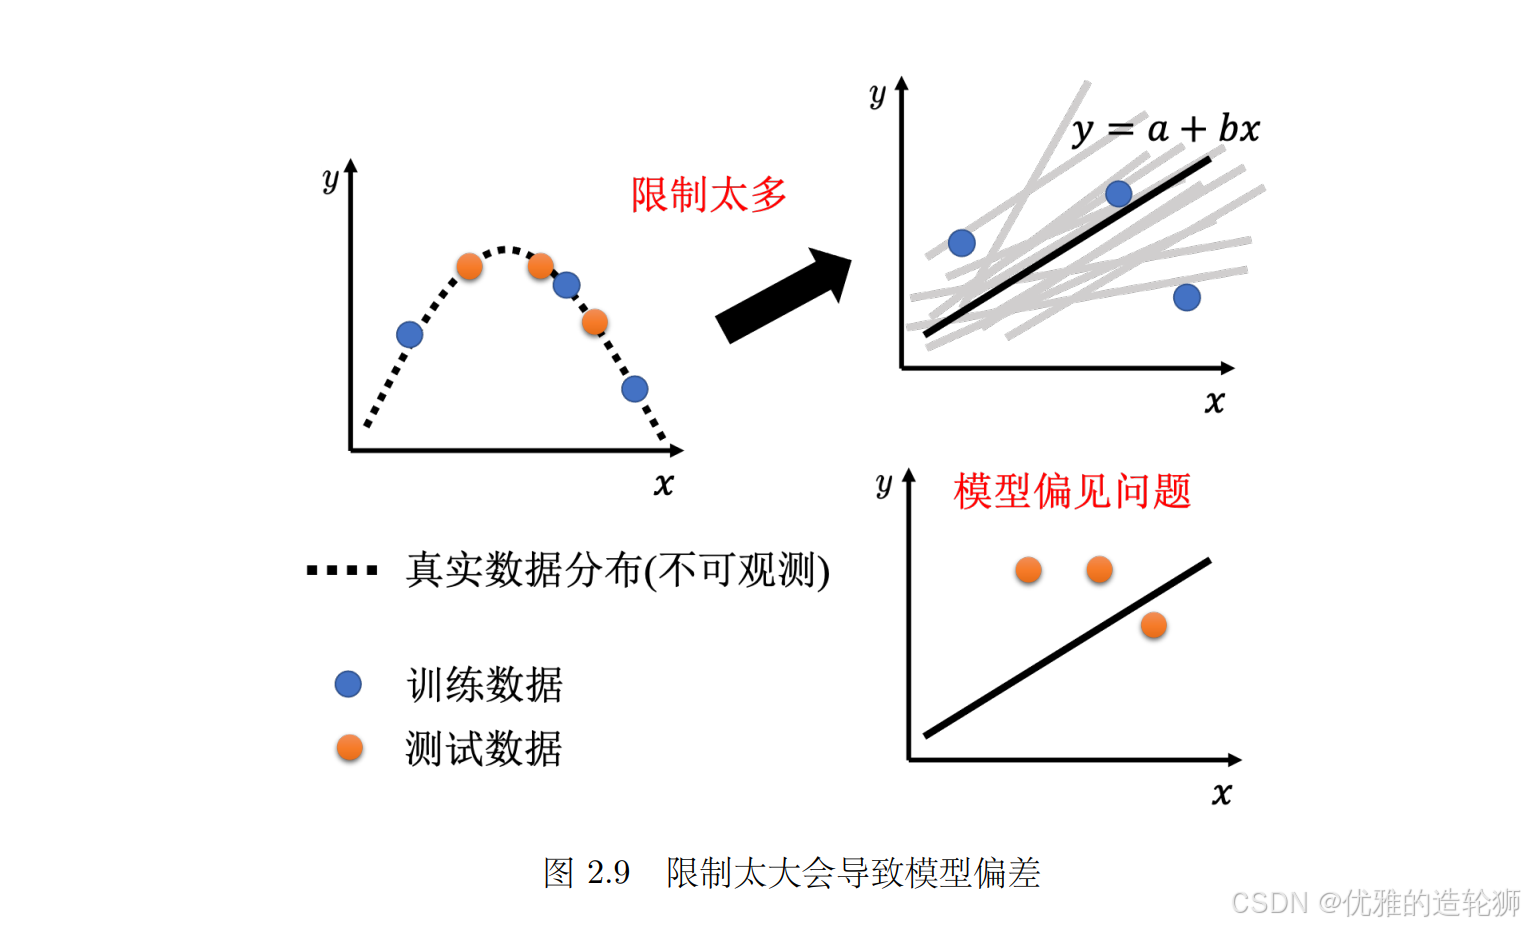 y
限制太多
x
y
y = a + bx
x
真实数据分布(不可观测)
训练数据
测试数据
y
模型偏见问题
x
图 2.9 限制太大会导致模型偏差
CSDN @优雅的造轮狮